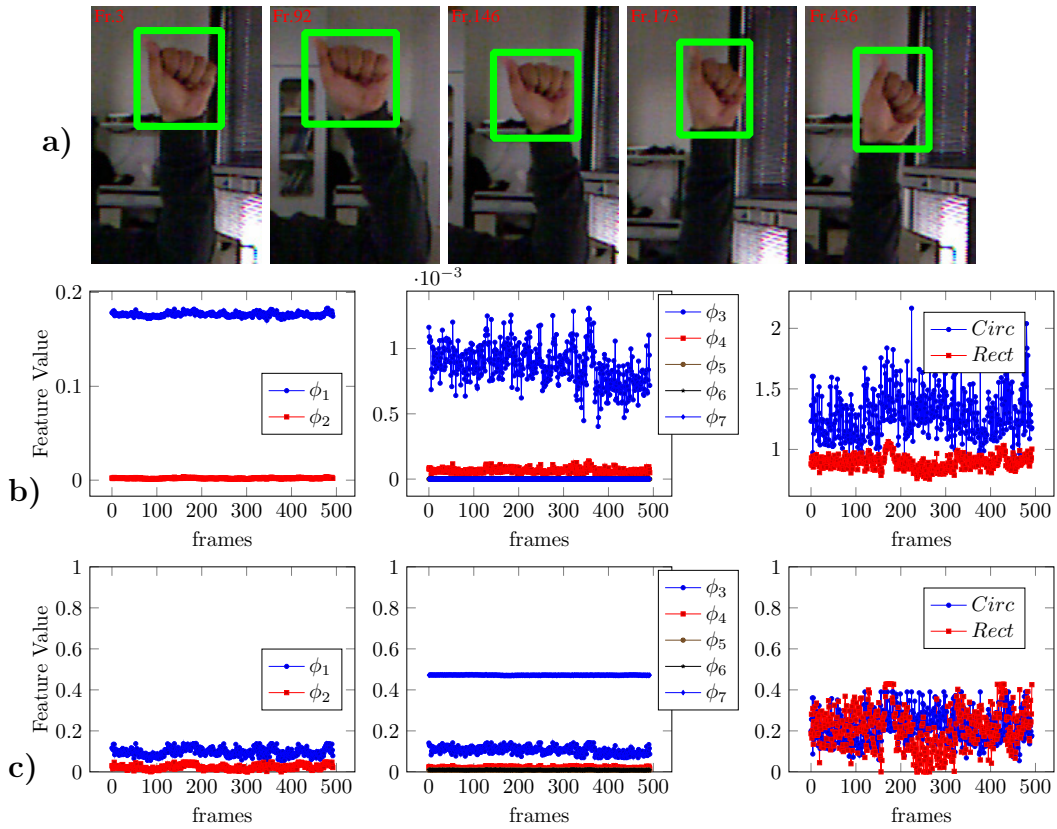 Fr.3 Fr.92 Fr.146 Fr.173 Fr.436
a)
b)
Feature Value
0.2
0.1
0
0 100 200 300 400 500
frames
ϕ1
ϕ2
·10−3
1
0.5
0
0 100 200 300 400 500
frames
ϕ3
ϕ4
ϕ5
ϕ6
ϕ7
2
1.5
1
0 100 200 300 400 500
frames
Circ
Rect
c)
Feature Value
1
0.8
0.6
0.4
0.2
0
0 100 200 300 400 500
frames
ϕ1
ϕ2
1
0.8
0.6
0.4
0.2
0
0 100 200 300 400 500
frames
ϕ3
ϕ4
ϕ5
ϕ6
ϕ7
1
0.8
0.6
0.4
0.2
0
0 100 200 300 400 500
frames
Circ
Rect